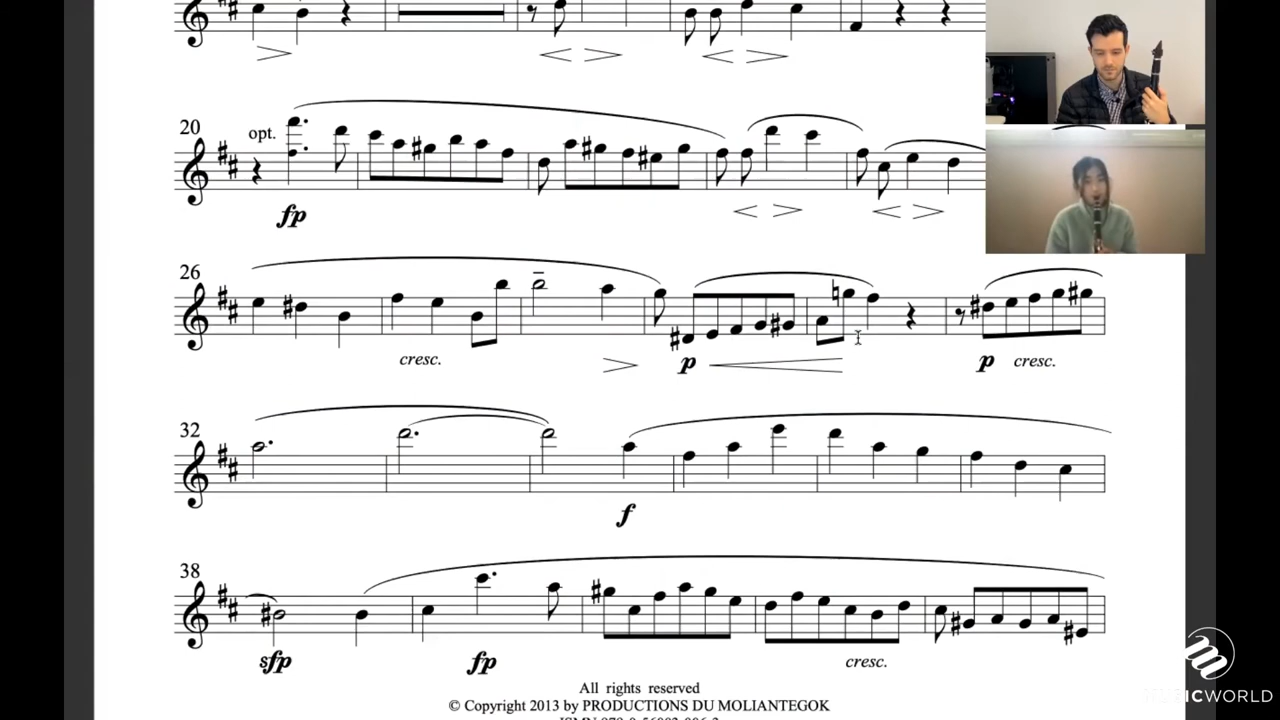 20
opt.
fp
26
cresc.
p
p cresc.
32
f
38
sfp
fp
cresc.
All rights reserved
© Copyright 2013 by PRODUCTIONS DU MOLIANTEGOK